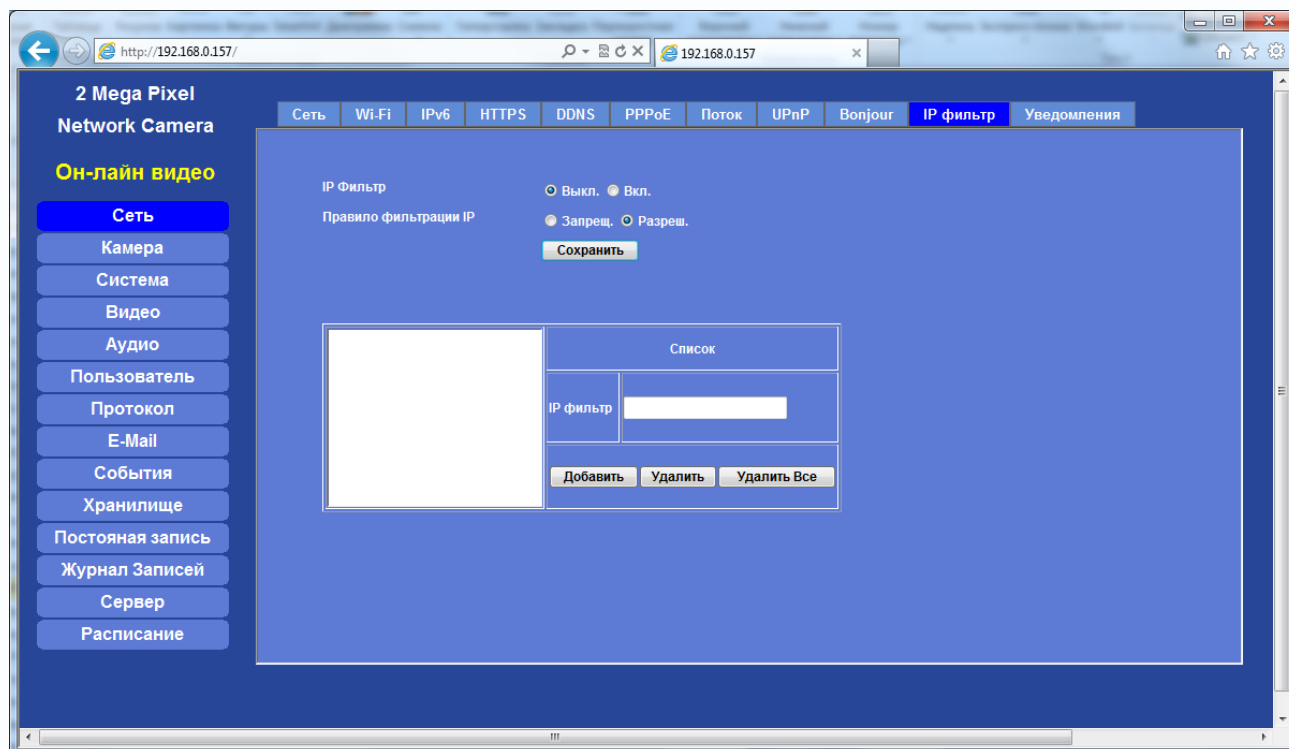 http://192.168.0.157/
192.168.0.157
2 Mega Pixel
Network Camera
Он-лайн видео
Сеть
Камера
Система
Видео
Аудио
Пользователь
Протокол
E-Mail
События
Хранилище
Постояная запись
Журнал Записей
Сервер
Расписание
Сеть Wi-Fi IPv6 HTTPS DDNS PPPoE Поток UPnP Bonjour IP фильтр Уведомления
IP Фильтр Выкл. Вкл.
Правило фильтрации IP Запрещ. Разреш.
Сохранить
Список
IP фильтр
Добавить Удалить Удалить Все